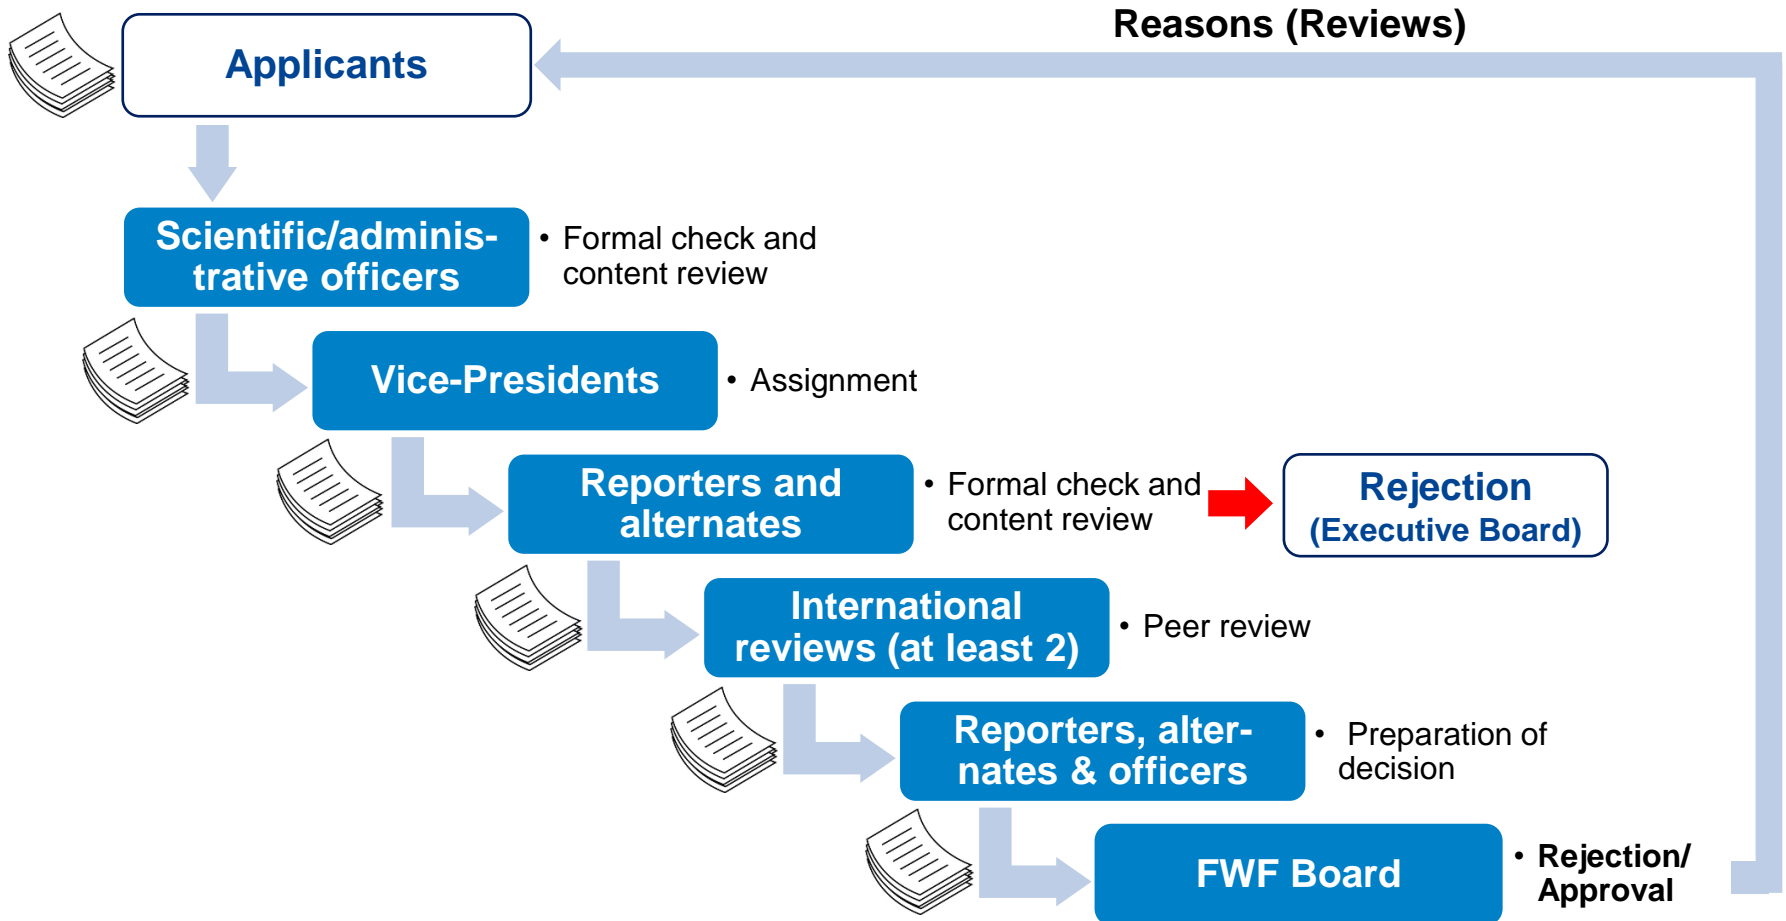 Reasons (Reviews)
Applicants
Scientific/adminis-
trative officers
• Formal check and
content review
Vice-Presidents
• Assignment
Reporters and
alternates
• Formal check and
content review
Rejection
(Executive Board)
International
reviews (at least 2)
• Peer review
Reporters, alter-
nates & officers
• Preparation of
decision
FWF Board
• Rejection/
Approval